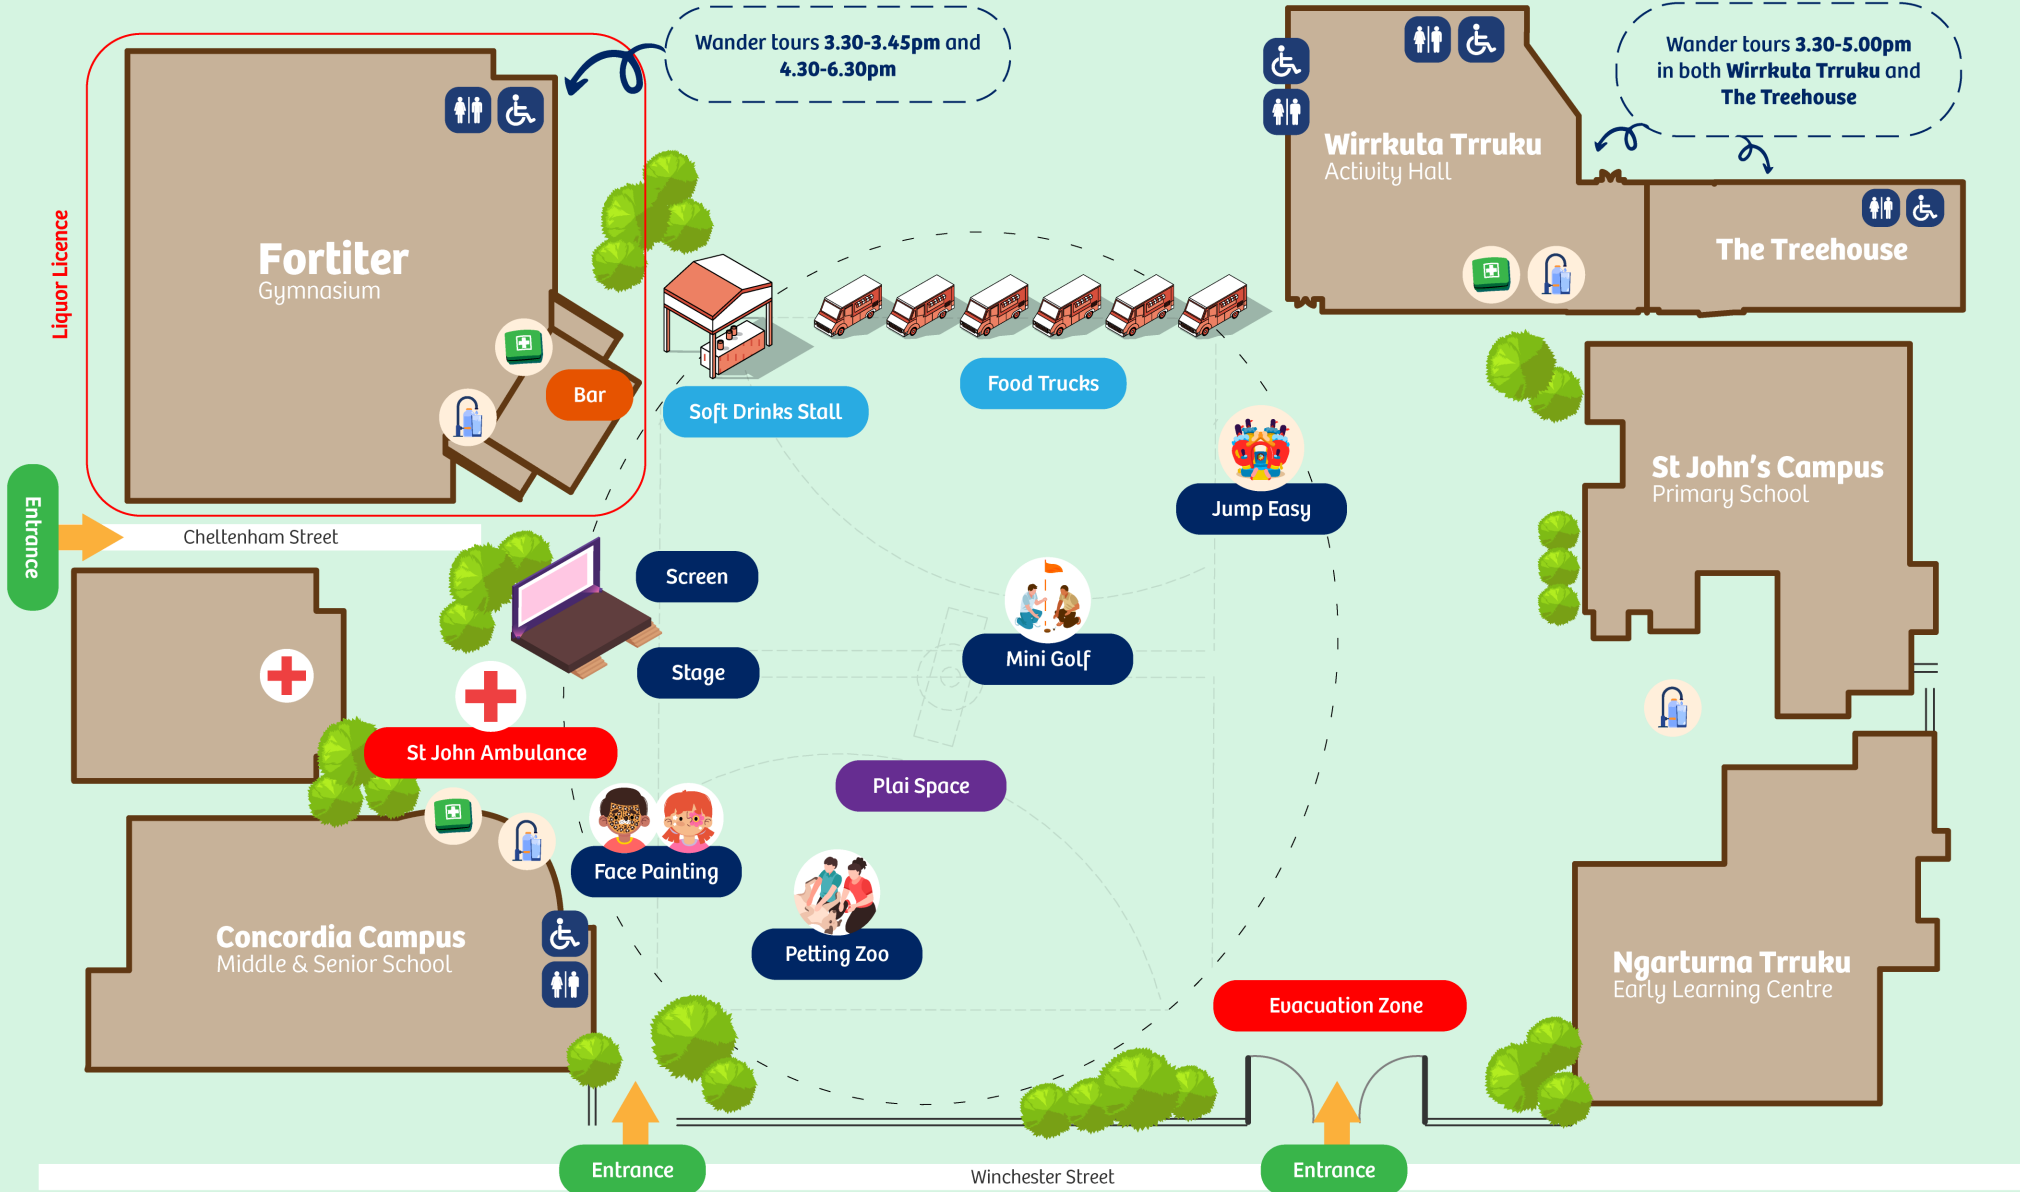 Wander tours 3.30-3.45pm and
4.30-6.30pm
Wander tours 3.30-5.00pm
in both Wirrkuta Trruku and
The Treehouse
Liquor Licence
Fortiter
Gymnasium
Bar
Wirrkuta Trruku
Activity Hall
The Treehouse
Soft Drinks Stall
Food Trucks
Jump Easy
St John's Campus
Primary School
Entrance
Cheltenham Street
Screen
Stage
Mini Golf
St John Ambulance
Plai Space
Face Painting
Petting Zoo
Concordia Campus
Middle & Senior School
Evacuation Zone
Ngarturna Trruku
Early Learning Centre
Entrance
Winchester Street
Entrance